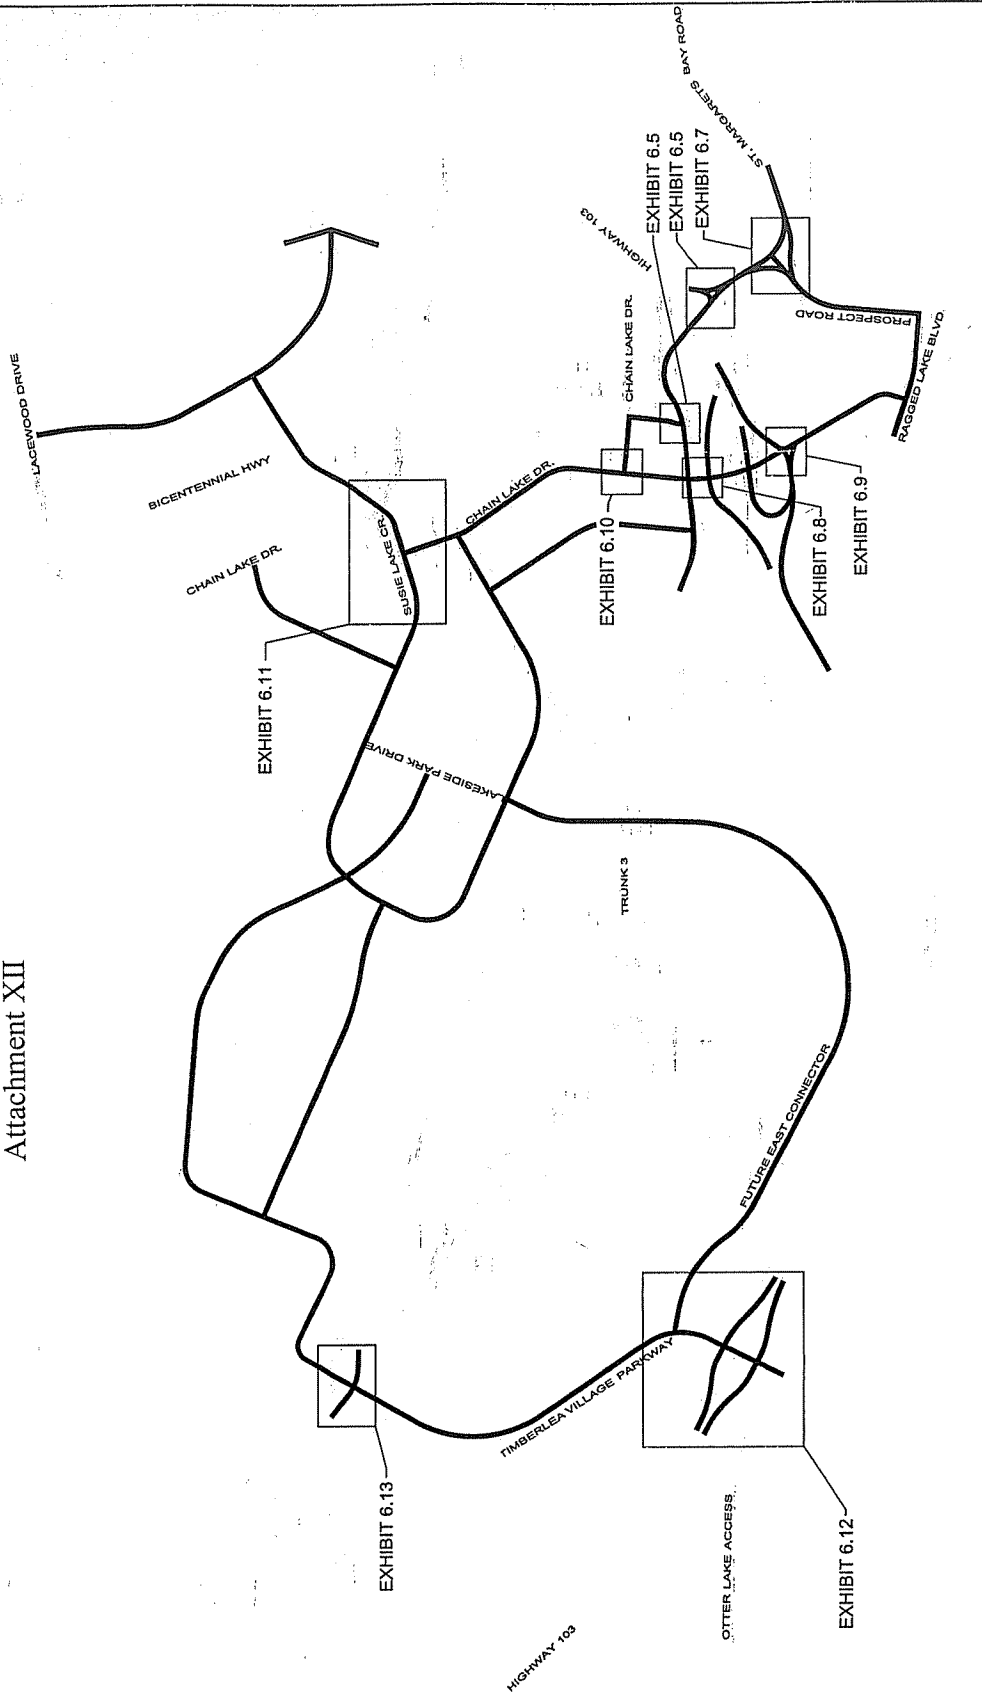 Attachment XII
LACEWOOD DRIVE
BICENTENNIAL HWY
CHAIN LAKE DR.
SUSIE LAKE CR.
CHAIN LAKE DR.
EXHIBIT 6.11
LAKESIDE PARK DRIVE
ST. MARGARETS BAY ROAD
HIGHWAY 103
EXHIBIT 6.5
EXHIBIT 6.5
EXHIBIT 6.7
CHAIN LAKE DR.
PROSPECT ROAD
RAGGED LAKE BLVD.
EXHIBIT 6.10
EXHIBIT 6.8
EXHIBIT 6.9
TRUNK 3
FUTURE EAST CONNECTOR
TIMBERLEA VILLAGE PARKWAY
EXHIBIT 6.13
OTTER LAKE ACCESS
EXHIBIT 6.12
HIGHWAY 103